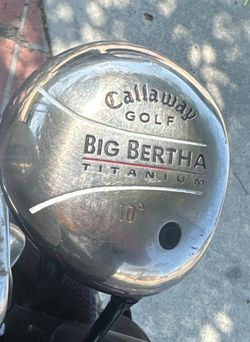 Callaway
GOLF
BIG BERTHA
TITANIUM
10°